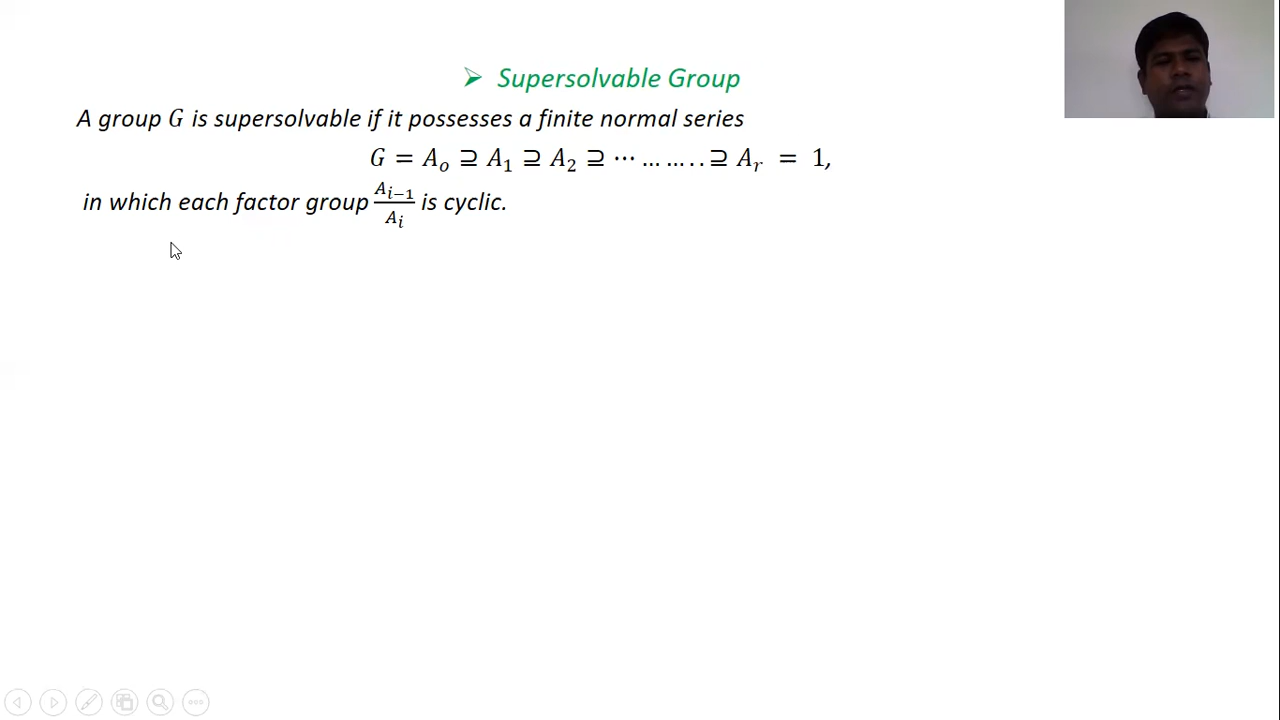 ➢ Supersolvable Group
A group G is supersolvable if it possesses a finite normal series
G = Aₒ ⊇ A₁ ⊇ A₂ ⊇ ⋯ … … . . ⊇ Aᵣ = 1,
in which each factor group Aᵢ₋₁/Aᵢ is cyclic.